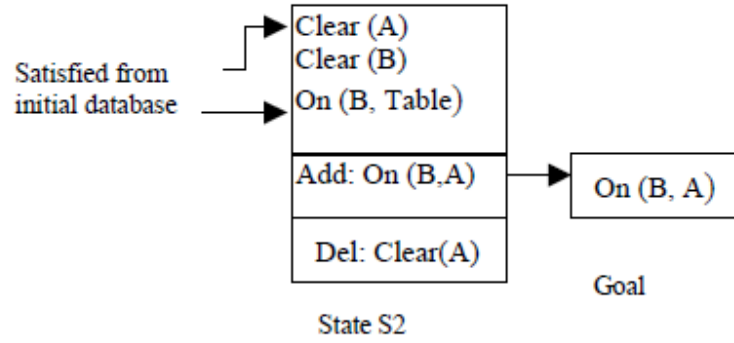 Clear (A)
Clear (B)
Satisfied from
initial database
On (B, Table)
Add: On (B,A)
On (B, A)
Del: Clear(A)
Goal
State S2